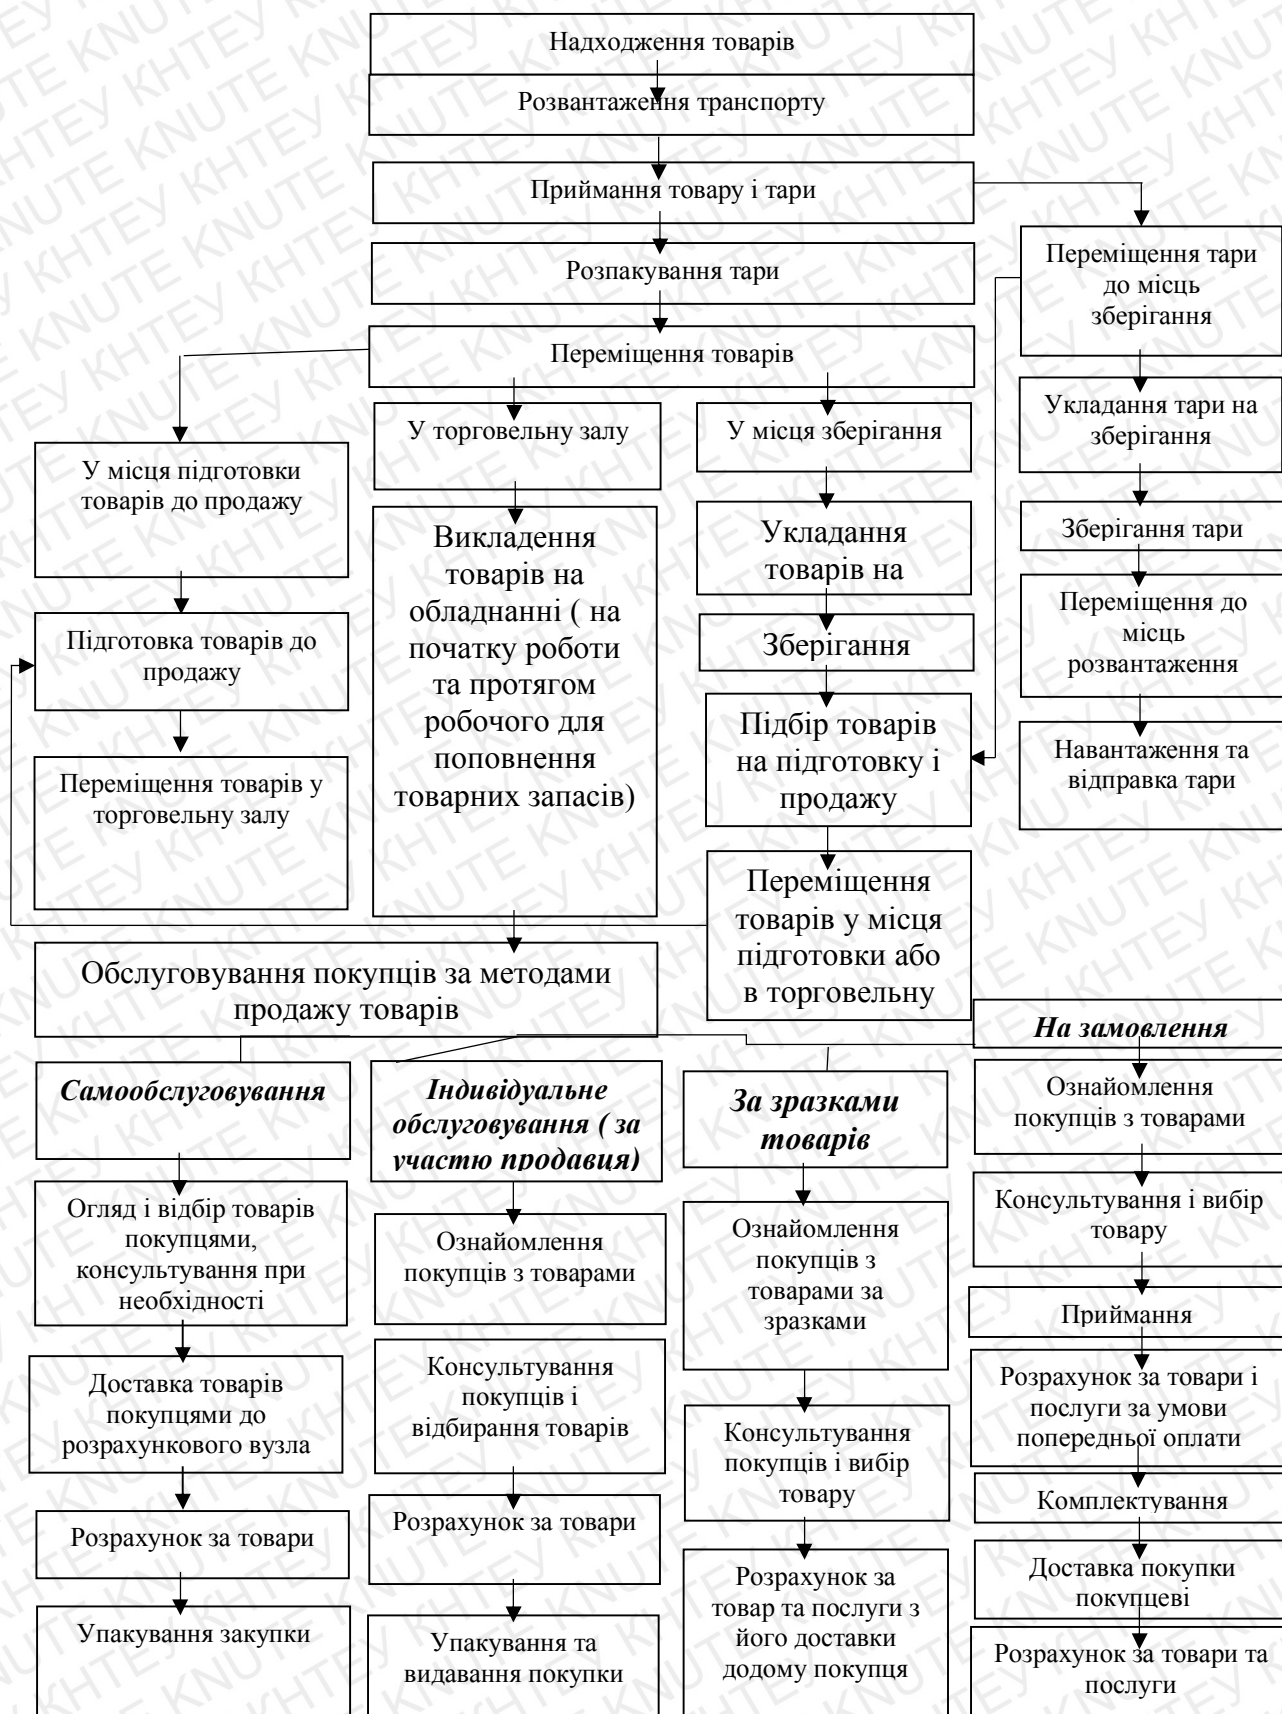 Надходження товарів
Розвантаження транспорту
Приймання товару і тари
Розпакування тари
Переміщення товарів
Переміщення тари
до місць
зберігання
Укладання тари на
зберігання
Зберігання тари
Переміщення до
місць
розвантаження
Навантаження та
відправка тари
У місця підготовки
товарів до продажу
Підготовка товарів до
продажу
Переміщення товарів у
торговельну залу
У торговельну залу
Викладення
товарів на
обладнанні ( на
початку роботи
та протягом
робочого для
поповнення
товарних запасів)
У місця зберігання
Укладання
товарів на
Зберігання
Підбір товарів
на підготовку і
продажу
Переміщення
товарів у місця
підготовки або
в торговельну
Обслуговування покупців за методами
продажу товарів
Самообслуговування
Огляд і відбір товарів
покупцями,
консультування при
необхідності
Доставка товарів
покупцями до
розрахункового вузла
Розрахунок за товари
Упакування закупки
Індивідуальне
обслуговування ( за
участю продавця)
Ознайомлення
покупців з товарами
Консультування
покупців і
відбирання товарів
Розрахунок за товари
Упакування та
видавання покупки
За зразками
товарів
Ознайомлення
покупців з
товарами за
зразками
Консультування
покупців і вибір
товару
Розрахунок за
товар та послуги з
його доставки
додому покупця
На замовлення
Ознайомлення
покупців з товарами
Консультування і вибір
товару
Приймання
Розрахунок за товари і
послуги за умови
попередньої оплати
Комплектування
Доставка покупки
покупцеві
Розрахунок за товари та
послуги